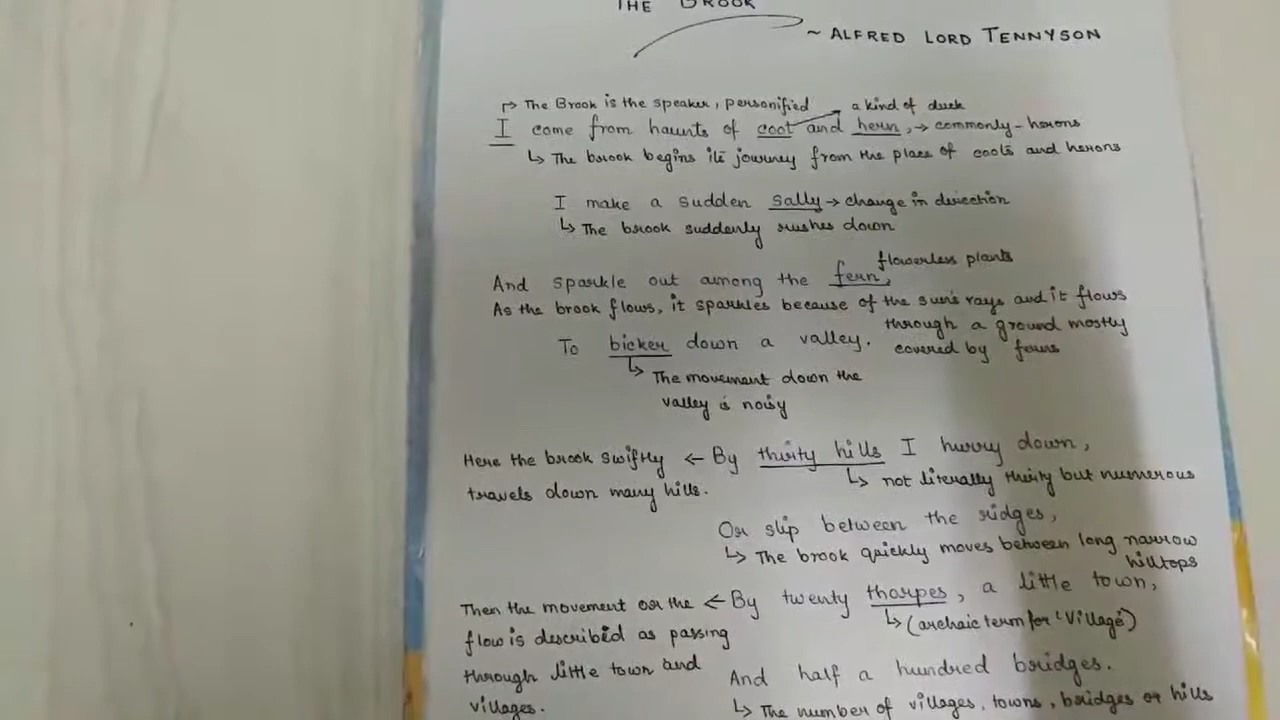 THE BROOK
~ ALFRED LORD TENNYSON
→ The Brook is the speaker, personified → a kind of duck
I come from haunts of coot and hern, → commonly - herons
↳ The brook begins its journey from the place of coots and herons
I make a sudden sally → change in direction
↳ The brook suddenly rushes down
flowerless plants
And sparkle out among the fern,
As the brook flows, it sparkles because of the sun's rays and it flows
through a ground mostly
To bicker down a valley. covered by ferns
↳ The movement down the
valley is noisy
Here the brook swiftly ← By thirty hills I hurry down,
travels down many hills. ↳ not literally thirty but numerous
Or slip between the ridges,
↳ The brook quickly moves between long narrow
hilltops
Then the movement or the ← By twenty thorpes, a little town,
flow is described as passing ↳ (archaic term for 'Village')
through little town and And half a hundred bridges.
villages. ↳ The number of villages, towns, bridges or hills